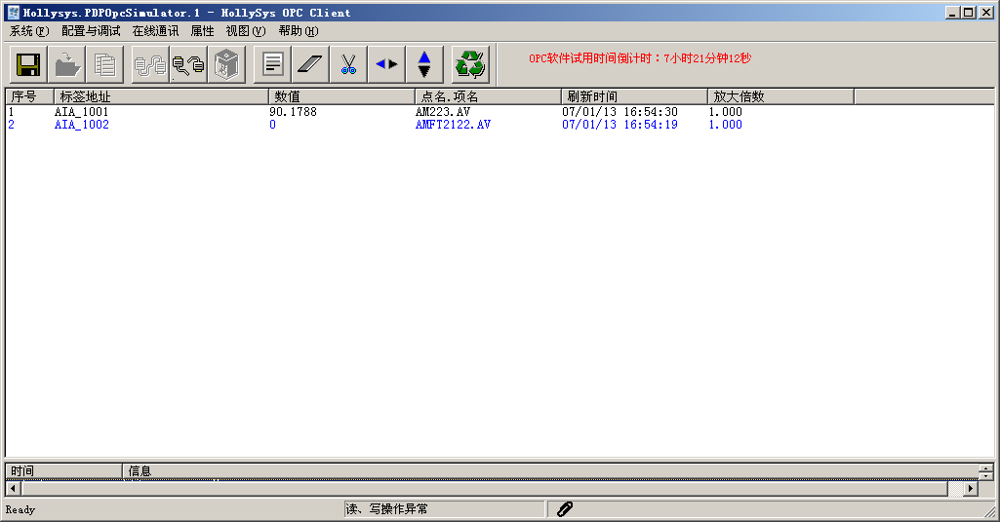 Hollysys.PDPOpcSimulator.1 - HollySys OPC Client
系统(F) 配置与调试 在线通讯 属性 视图(V) 帮助(H)
OPC软件试用时间倒计时：7小时21分钟12秒
序号 标签地址 数值 点名.项名 刷新时间 放大倍数
1 AIA_1001 90.1788 AM223.AV 07/01/13 16:54:30 1.000
2 AIA_1002 0 AMFT2122.AV 07/01/13 16:54:19 1.000
时间 信息
Ready 读、写操作异常